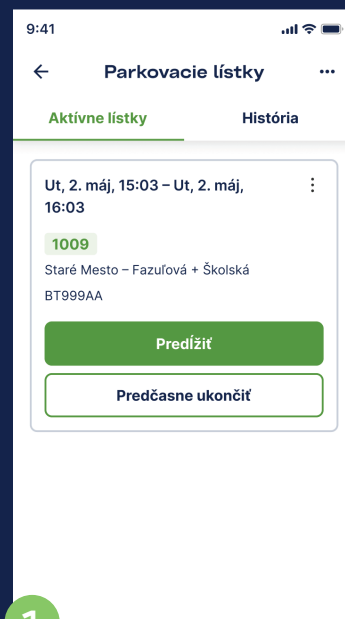 9:41
Parkovacie lístky
Aktívne lístky
História
Ut, 2. máj, 15:03 – Ut, 2. máj,
16:03
1009
Staré Mesto – Fazuľová + Školská
BT999AA
Predĺžiť
Predčasne ukončiť
1